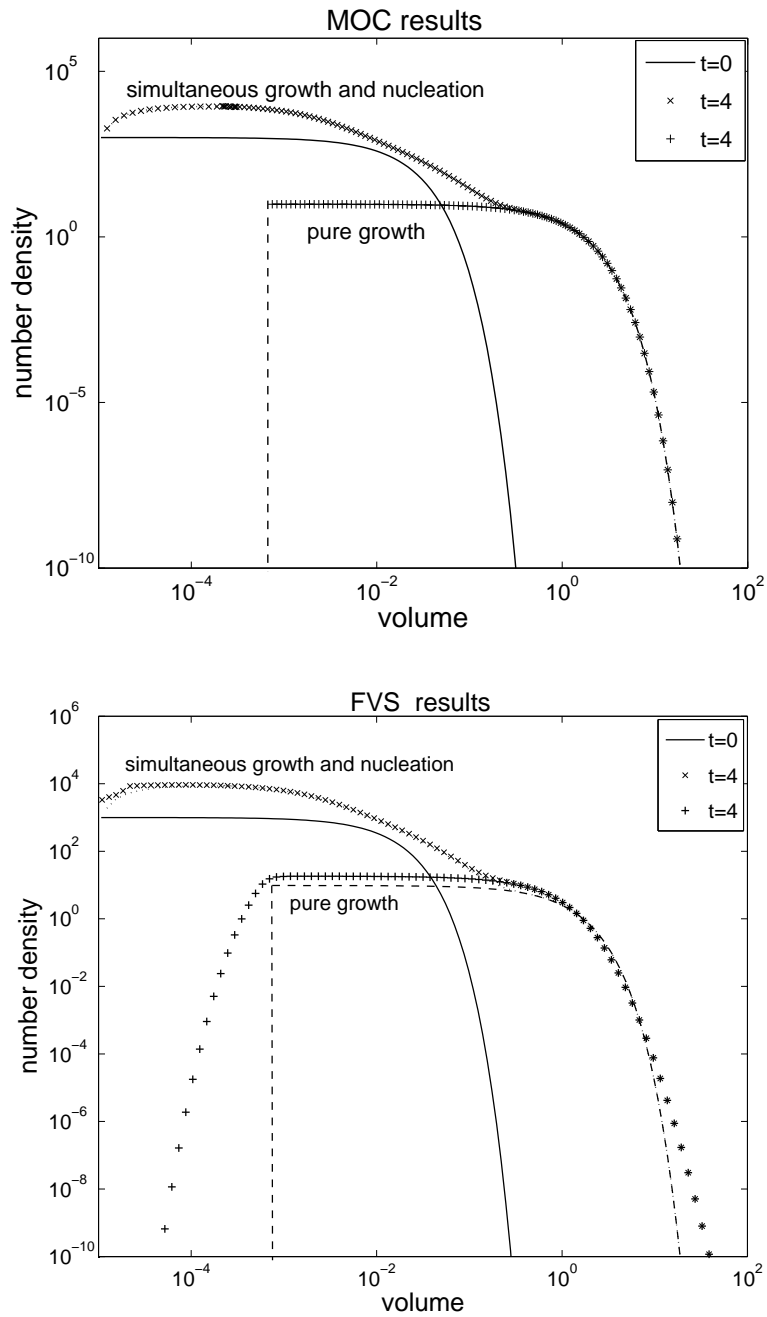 MOC results
10^5
10^0
10^−5
10^−10
number density
simultaneous growth and nucleation
pure growth
t=0
t=4
t=4
10^−4
10^−2
10^0
10^2
volume
FVS results
10^6
10^4
10^2
10^0
10^−2
10^−4
10^−6
10^−8
10^−10
number density
simultaneous growth and nucleation
pure growth
t=0
t=4
t=4
10^−4
10^−2
10^0
10^2
volume